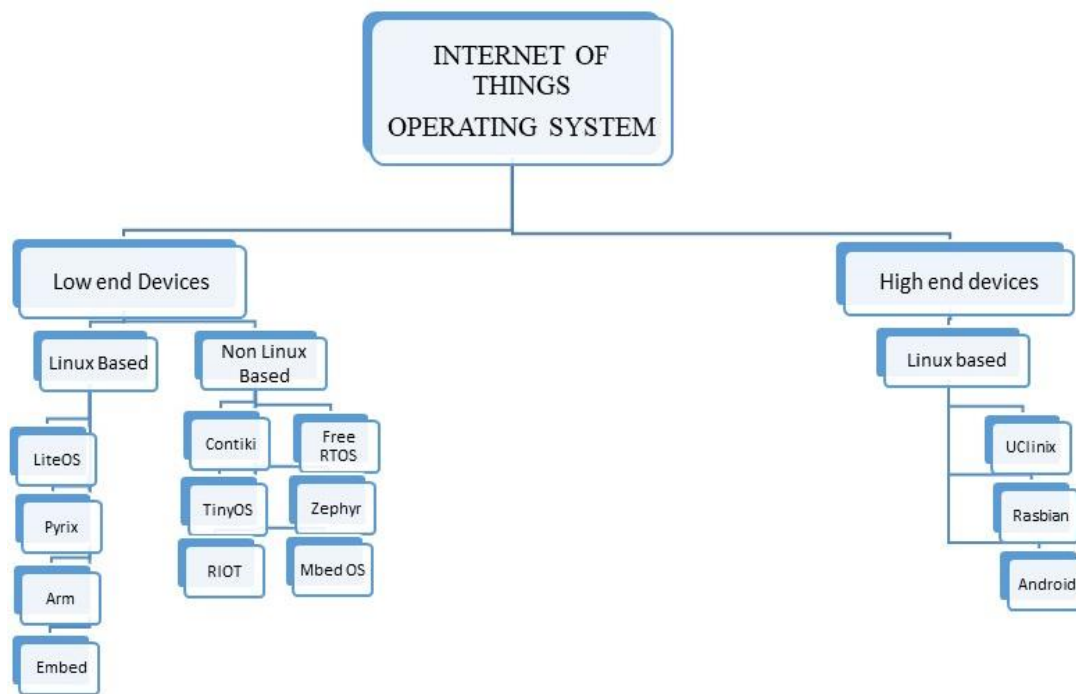 INTERNET OF
THINGS
OPERATING SYSTEM
Low end Devices
High end devices
Linux Based
Non Linux
Based
Linux based
LiteOS
Pyrix
Arm
Embed
Contiki
Free
RTOS
TinyOS
Zephyr
RIOT
Mbed OS
UClinix
Rasbian
Android